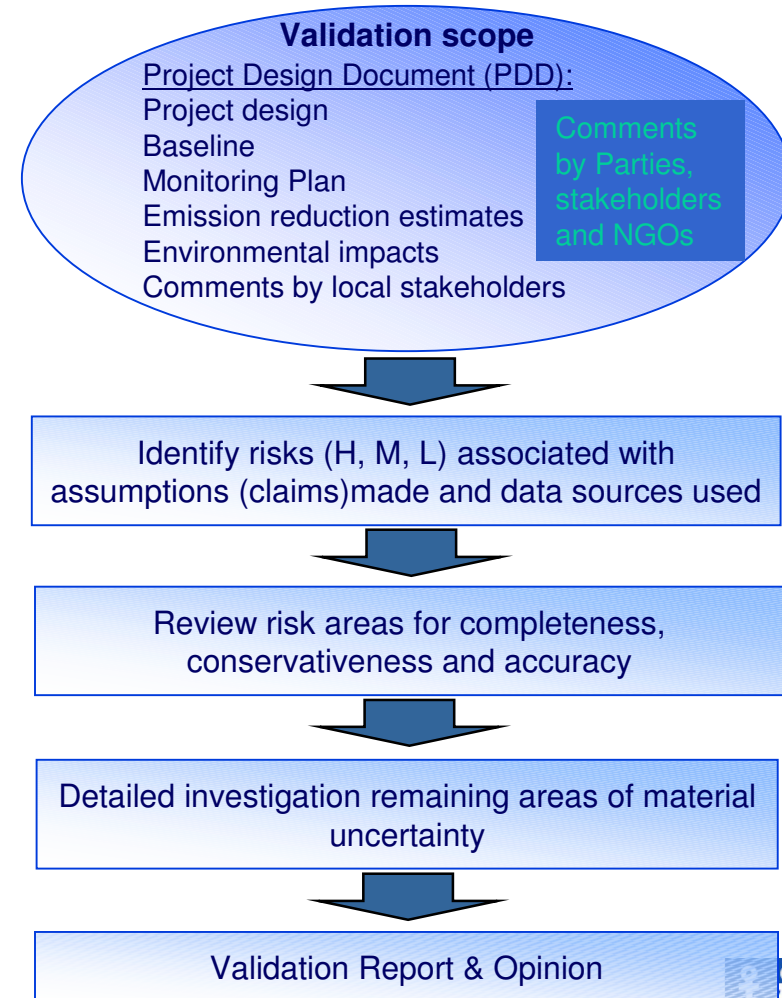 Validation scope
Project Design Document (PDD):
Project design
Baseline
Monitoring Plan
Emission reduction estimates
Environmental impacts
Comments by local stakeholders
Comments
by Parties,
stakeholders
and NGOs
Identify risks (H, M, L) associated with
assumptions (claims)made and data sources used
Review risk areas for completeness,
conservativeness and accuracy
Detailed investigation remaining areas of material
uncertainty
Validation Report & Opinion